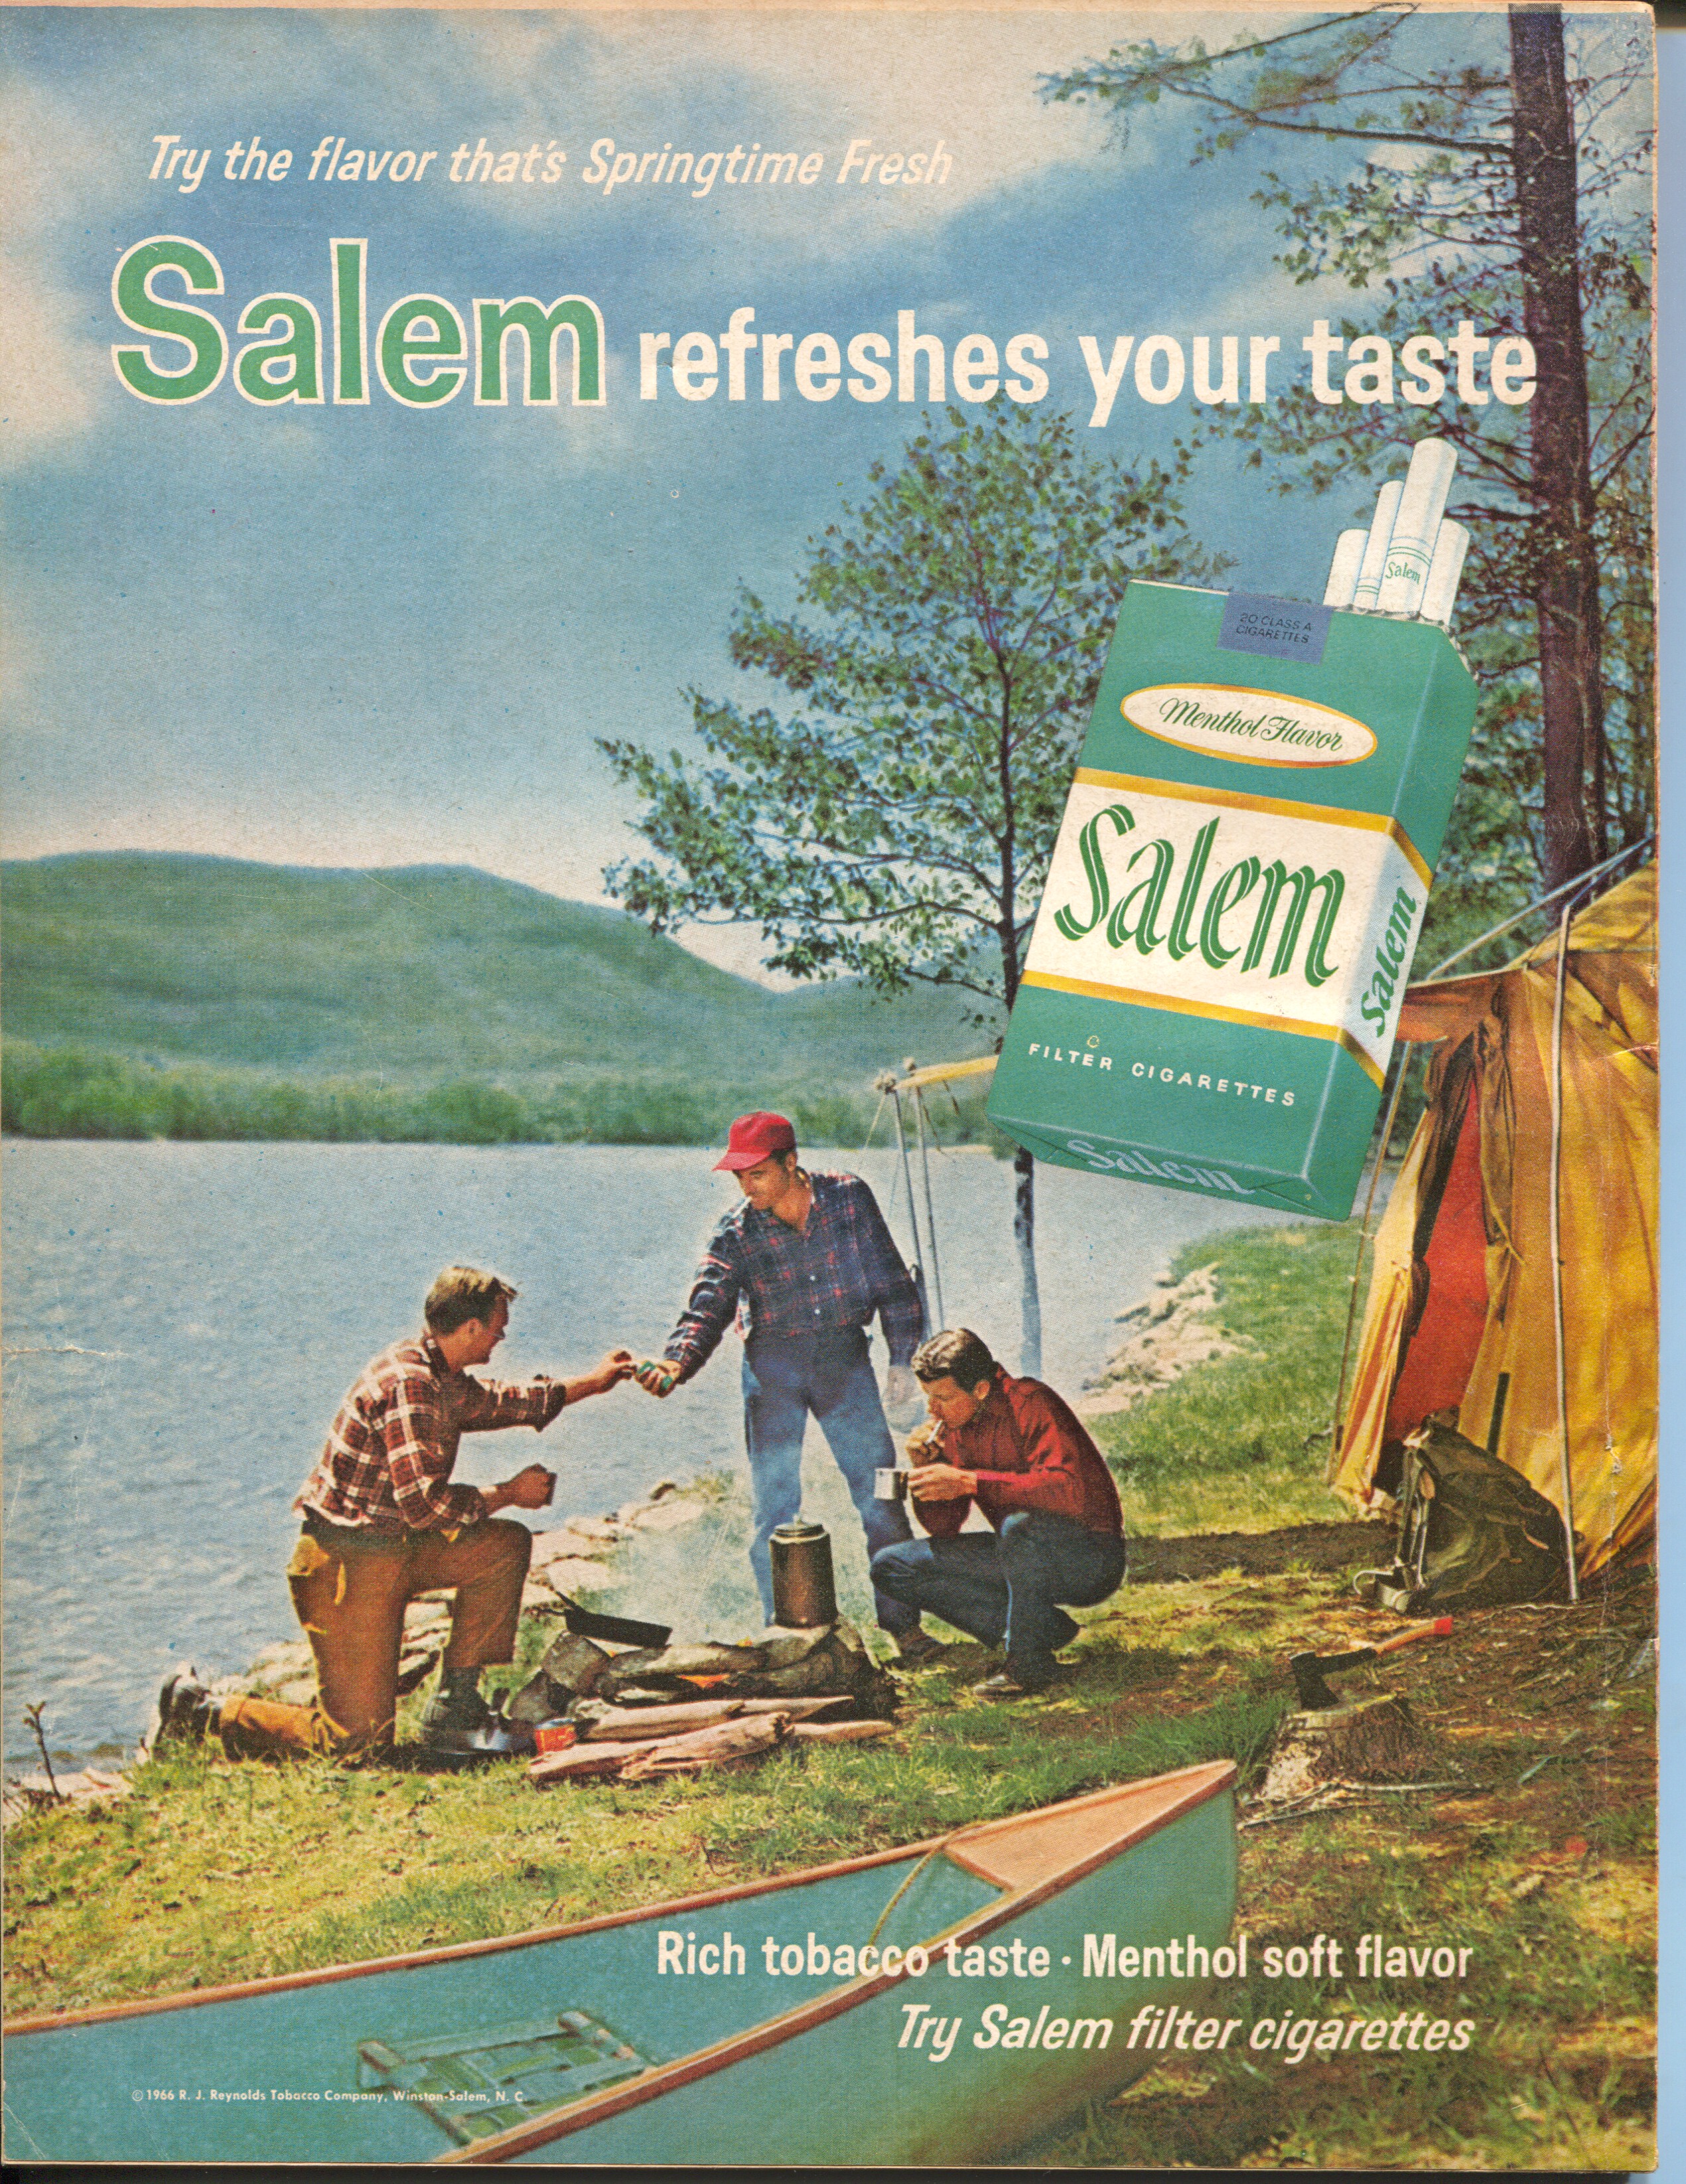 Try the flavor that's Springtime Fresh
Salem refreshes your taste
Salem
20 CLASS A
CIGARETTES
Menthol Flavor
Salem
Salem
FILTER CIGARETTES
Salem
Rich tobacco taste · Menthol soft flavor
Try Salem filter cigarettes
© 1966 R. J. Reynolds Tobacco Company, Winston-Salem, N. C.